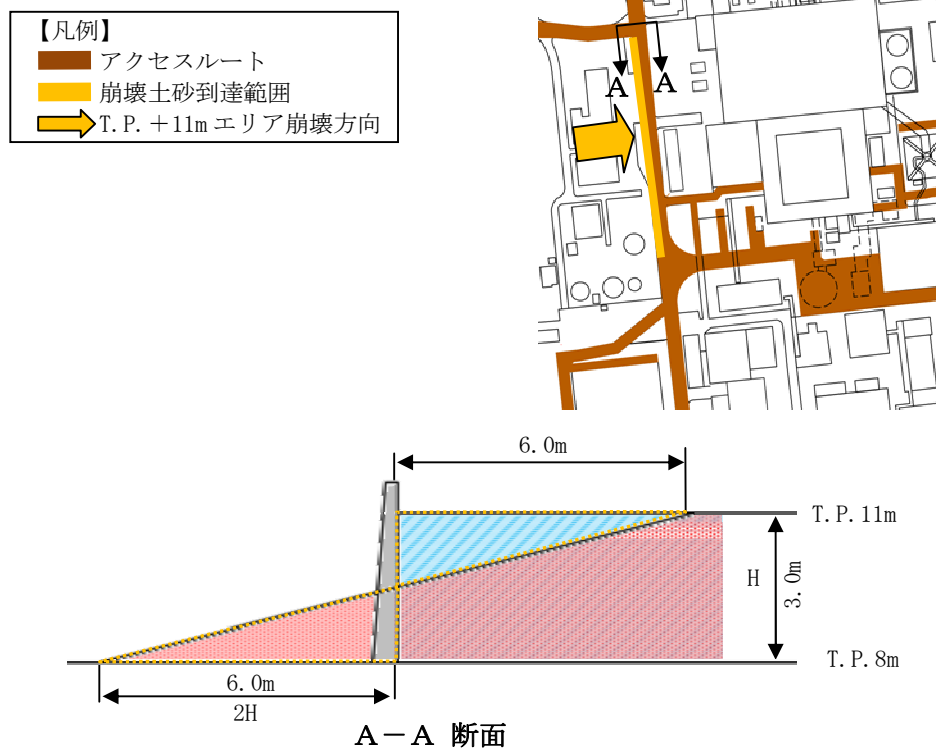 【凡例】
アクセスルート
崩壊土砂到達範囲
T.P.+11mエリア崩壊方向
A A
6.0m
T.P.11m
H
3.0m
T.P.8m
6.0m
2H
A-A 断面